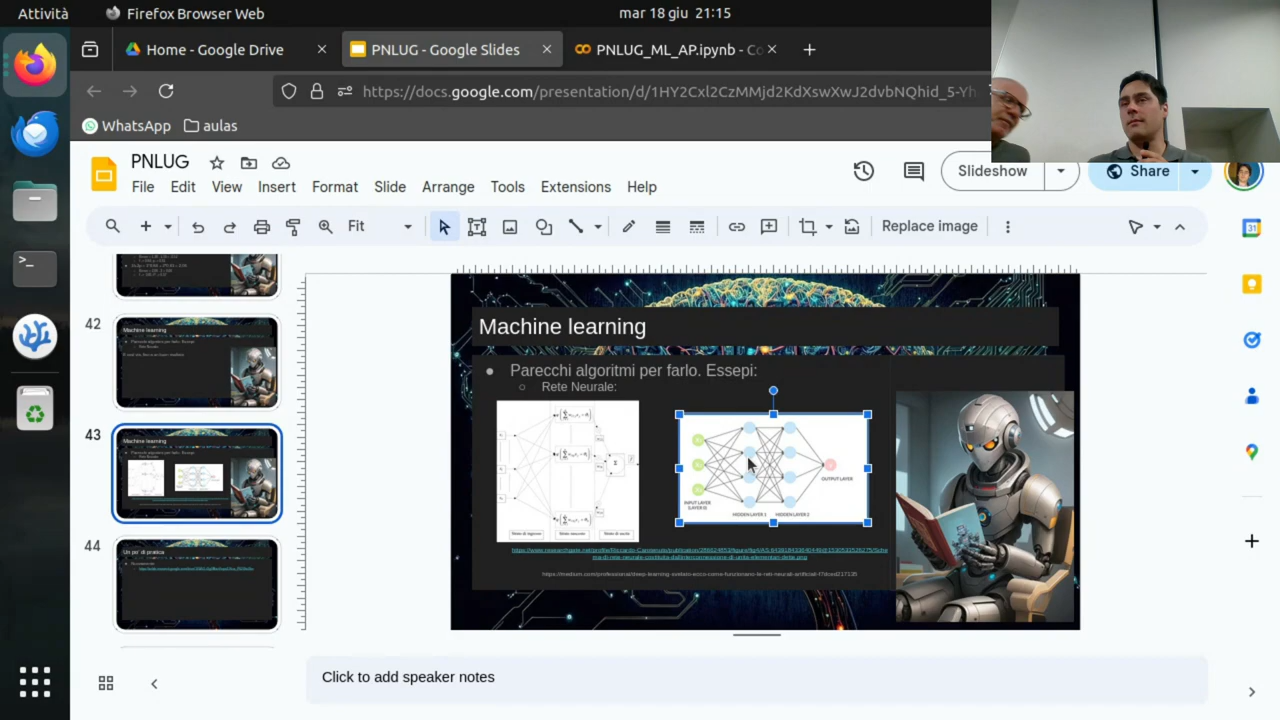 Attività
Firefox Browser Web
mar 18 giu 21:15
Home - Google Drive
PNLUG - Google Slides
PNLUG_ML_AP.ipynb - Co
https://docs.google.com/presentation/d/1HY2Cxl2CzMMjd2KdXswXwJ2dvbNQhid_5-Yh
WhatsApp
aulas
PNLUG
File Edit View Insert Format Slide Arrange Tools Extensions Help
Slideshow
Share
Fit
Replace image
42
Machine learning
43
Machine learning
44
Un po' di pratica
Machine learning
Parecchi algoritmi per farlo. Essepi:
Rete Neurale:
INPUT LAYER
HIDDEN LAYER 1
HIDDEN LAYER 2
OUTPUT LAYER
Click to add speaker notes